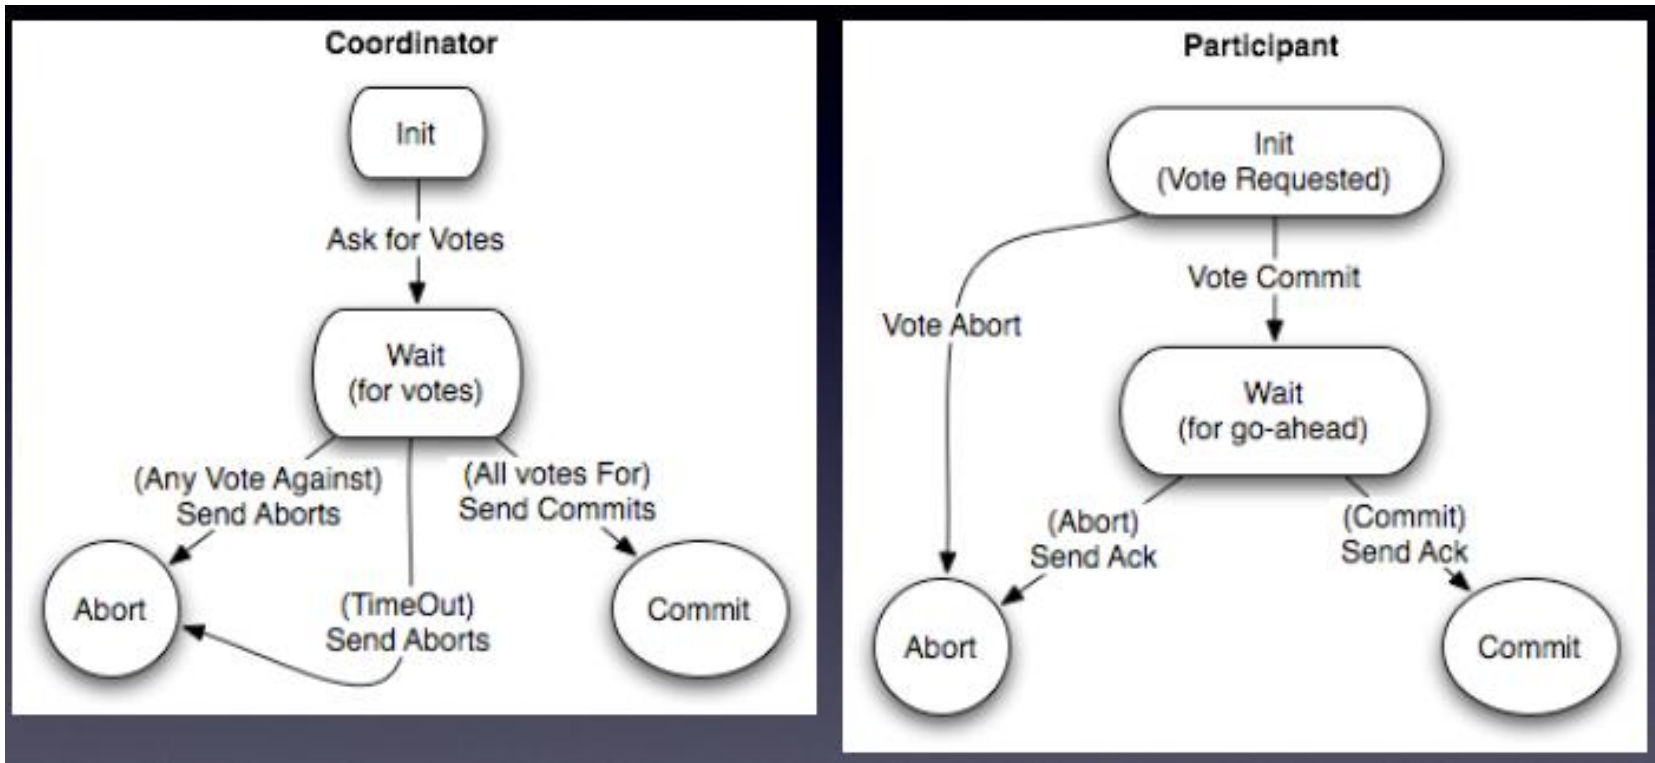 Coordinator
Init
Ask for Votes
Wait
(for votes)
(Any Vote Against)
Send Aborts
(All votes For)
Send Commits
(TimeOut)
Send Aborts
Abort
Commit
Participant
Init
(Vote Requested)
Vote Commit
Vote Abort
Wait
(for go-ahead)
(Abort)
Send Ack
(Commit)
Send Ack
Abort
Commit